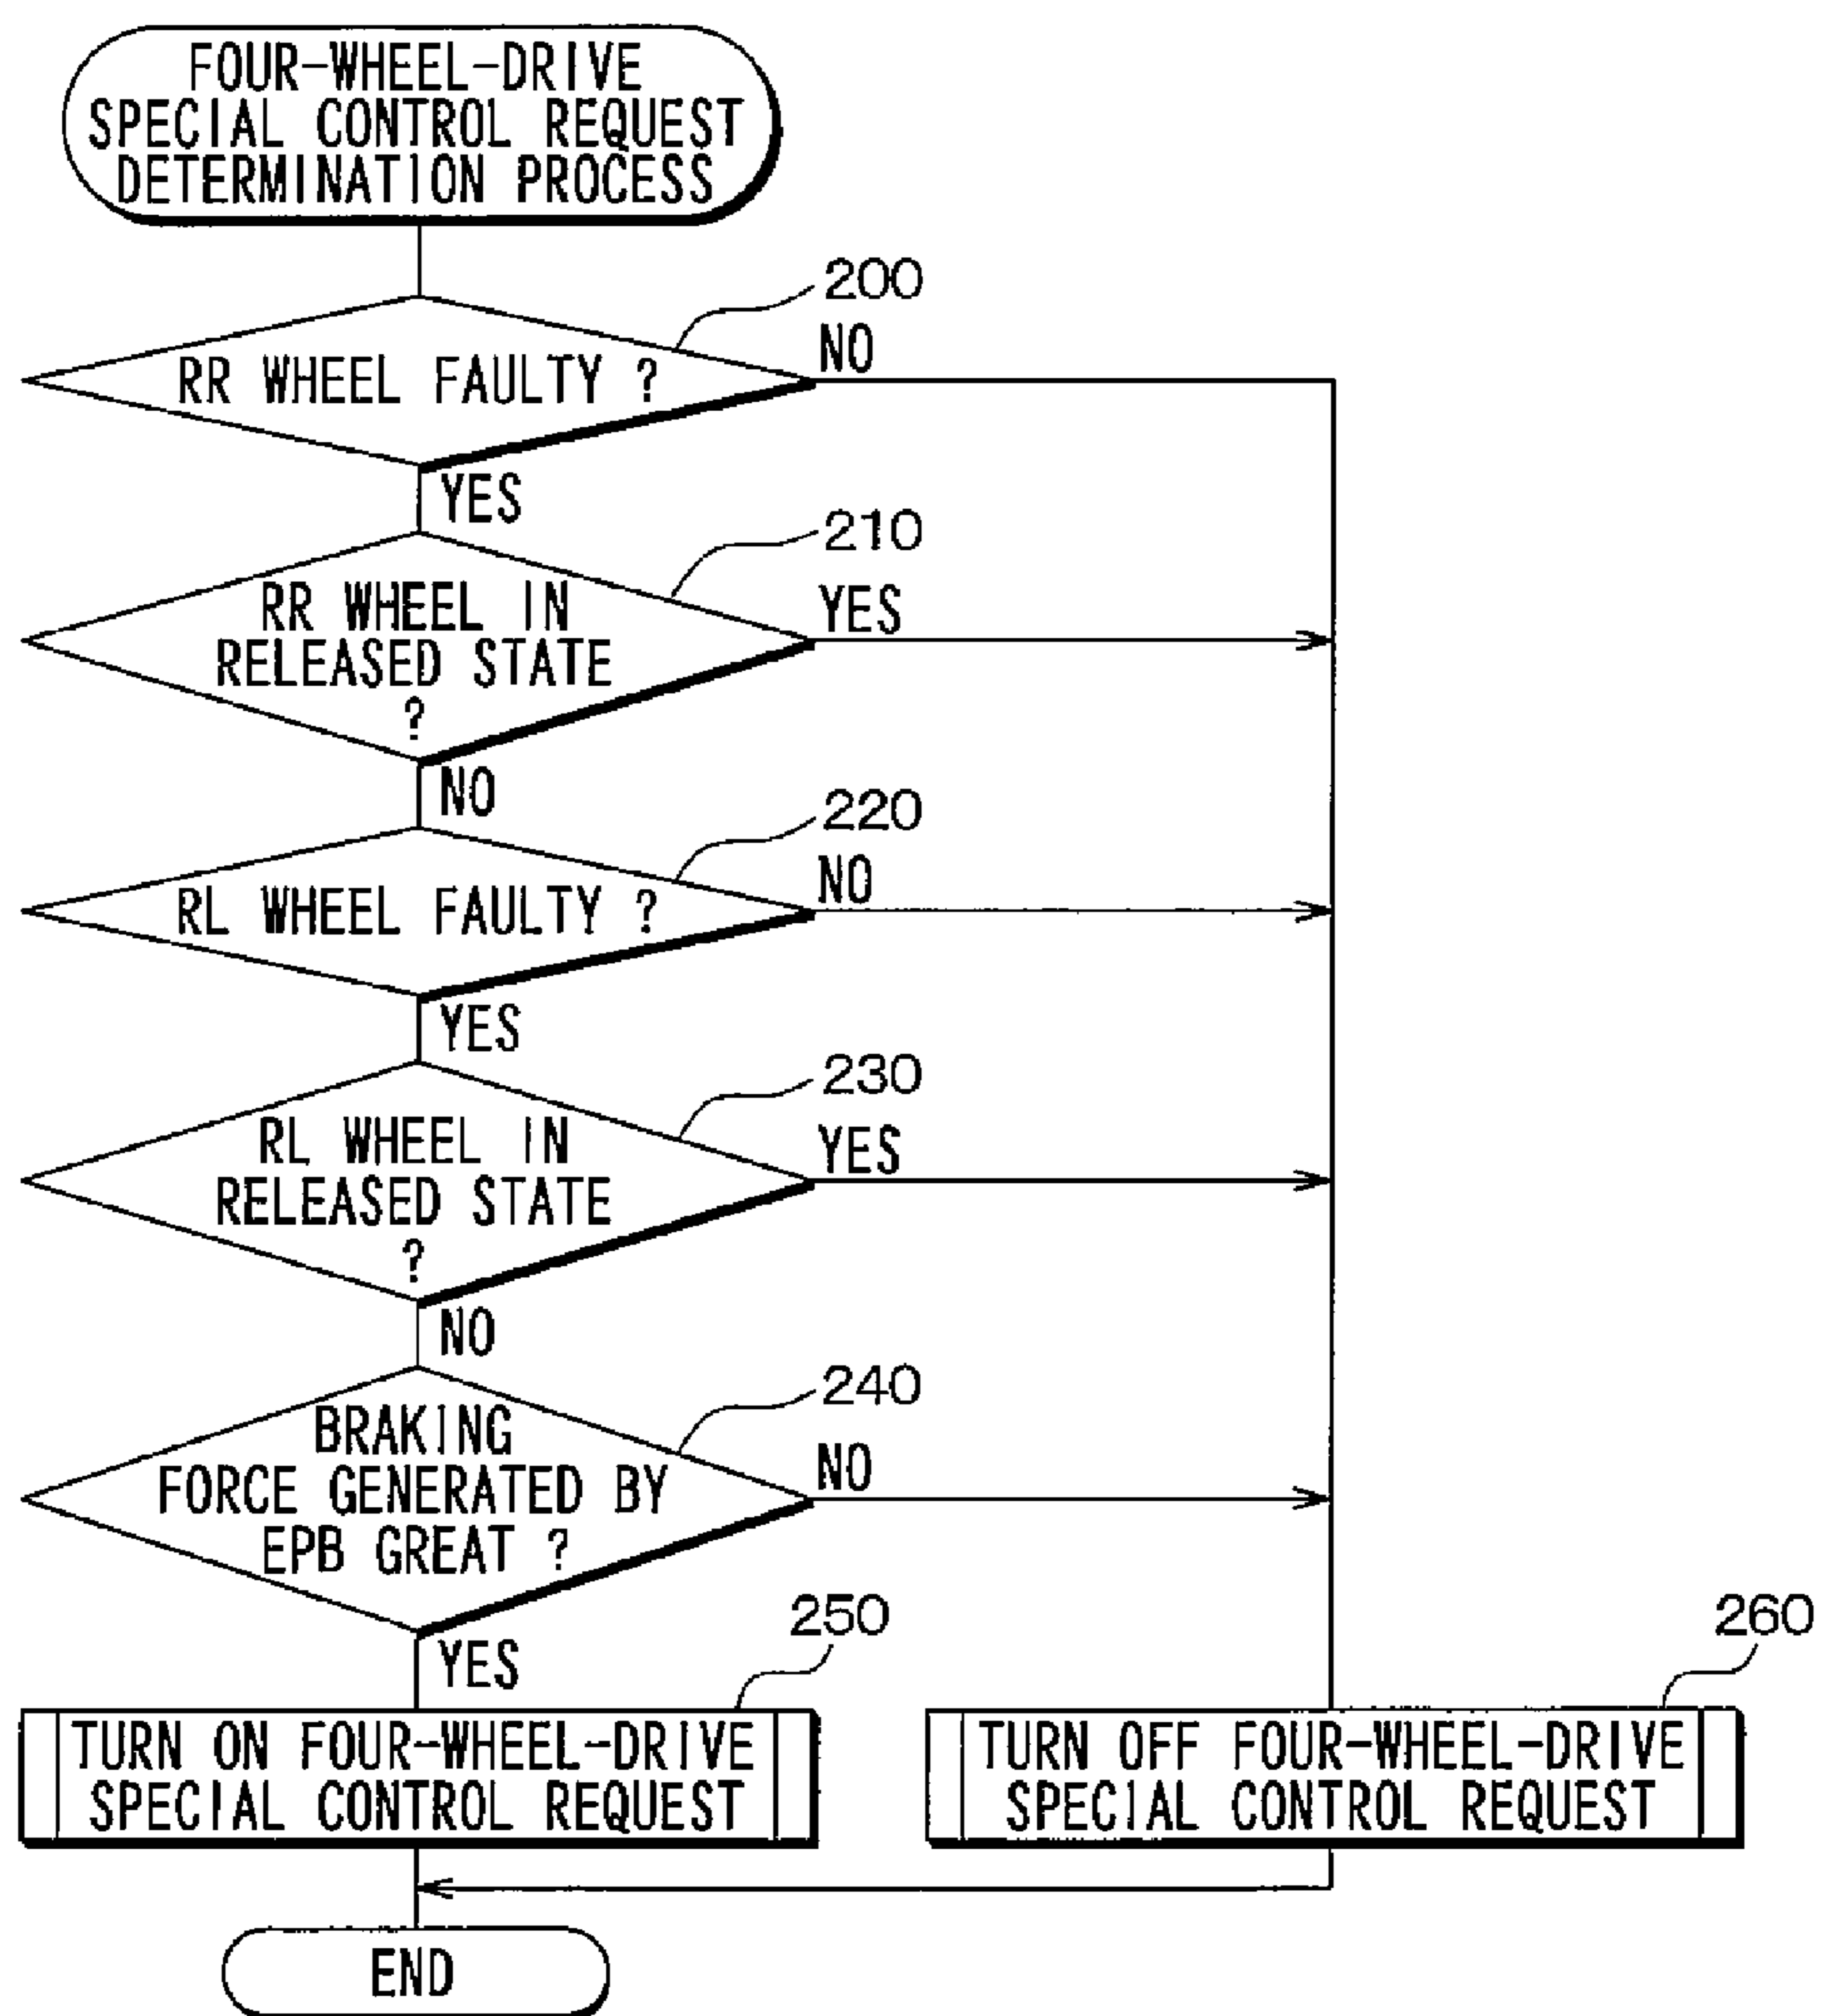 FOUR-WHEEL-DRIVE
SPECIAL CONTROL REQUEST
DETERMINATION PROCESS
200
RR WHEEL FAULTY ?
NO
YES
210
RR WHEEL IN
RELEASED STATE
?
YES
NO
220
RL WHEEL FAULTY ?
NO
YES
230
RL WHEEL IN
RELEASED STATE
?
YES
NO
240
BRAKING
FORCE GENERATED BY
EPB GREAT ?
NO
YES
250
TURN ON FOUR-WHEEL-DRIVE
SPECIAL CONTROL REQUEST
260
TURN OFF FOUR-WHEEL-DRIVE
SPECIAL CONTROL REQUEST
END